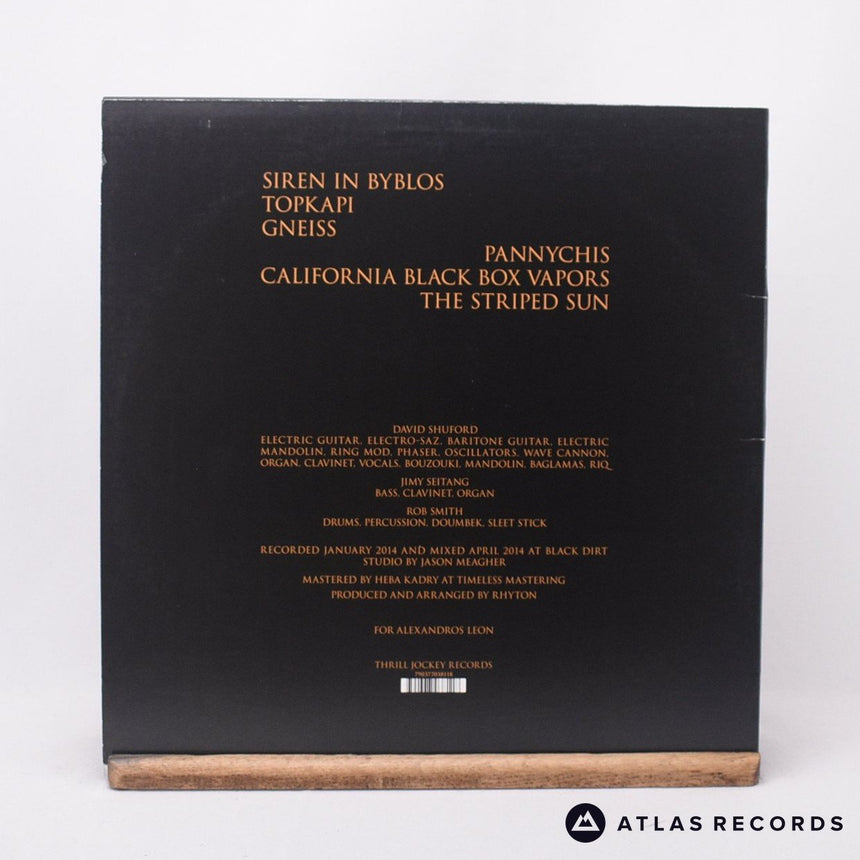 SIREN IN BYBLOS
TOPKAPI
GNEISS
PANNYCHIS
CALIFORNIA BLACK BOX VAPORS
THE STRIPED SUN
DAVID SHUFORD
ELECTRIC GUITAR, ELECTRO-SAZ, BARITONE GUITAR, ELECTRIC
MANDOLIN, RING MOD, PHASER, OSCILLATORS, WAVE CANNON,
ORGAN, CLAVINET, VOCALS, BOUZOUKI, MANDOLIN, BAGLAMAS, RIQ
JIMY SEITANG
BASS, CLAVINET, ORGAN
ROB SMITH
DRUMS, PERCUSSION, DOUMBEK, SLEET STICK
RECORDED JANUARY 2014 AND MIXED APRIL 2014 AT BLACK DIRT
STUDIO BY JASON MEAGHER
MASTERED BY HEBA KADRY AT TIMELESS MASTERING
PRODUCED AND ARRANGED BY RHYTON
FOR ALEXANDROS LEON
THRILL JOCKEY RECORDS
ATLAS RECORDS